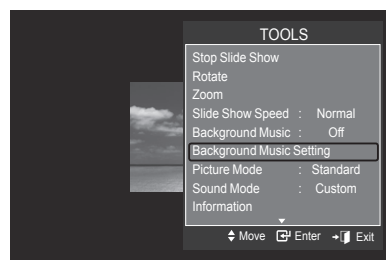 TOOLS
Stop Slide Show
Rotate
Zoom
Slide Show Speed : Normal
Background Music : Off
Background Music Setting
Picture Mode : Standard
Sound Mode : Custom
Information
Move Enter Exit